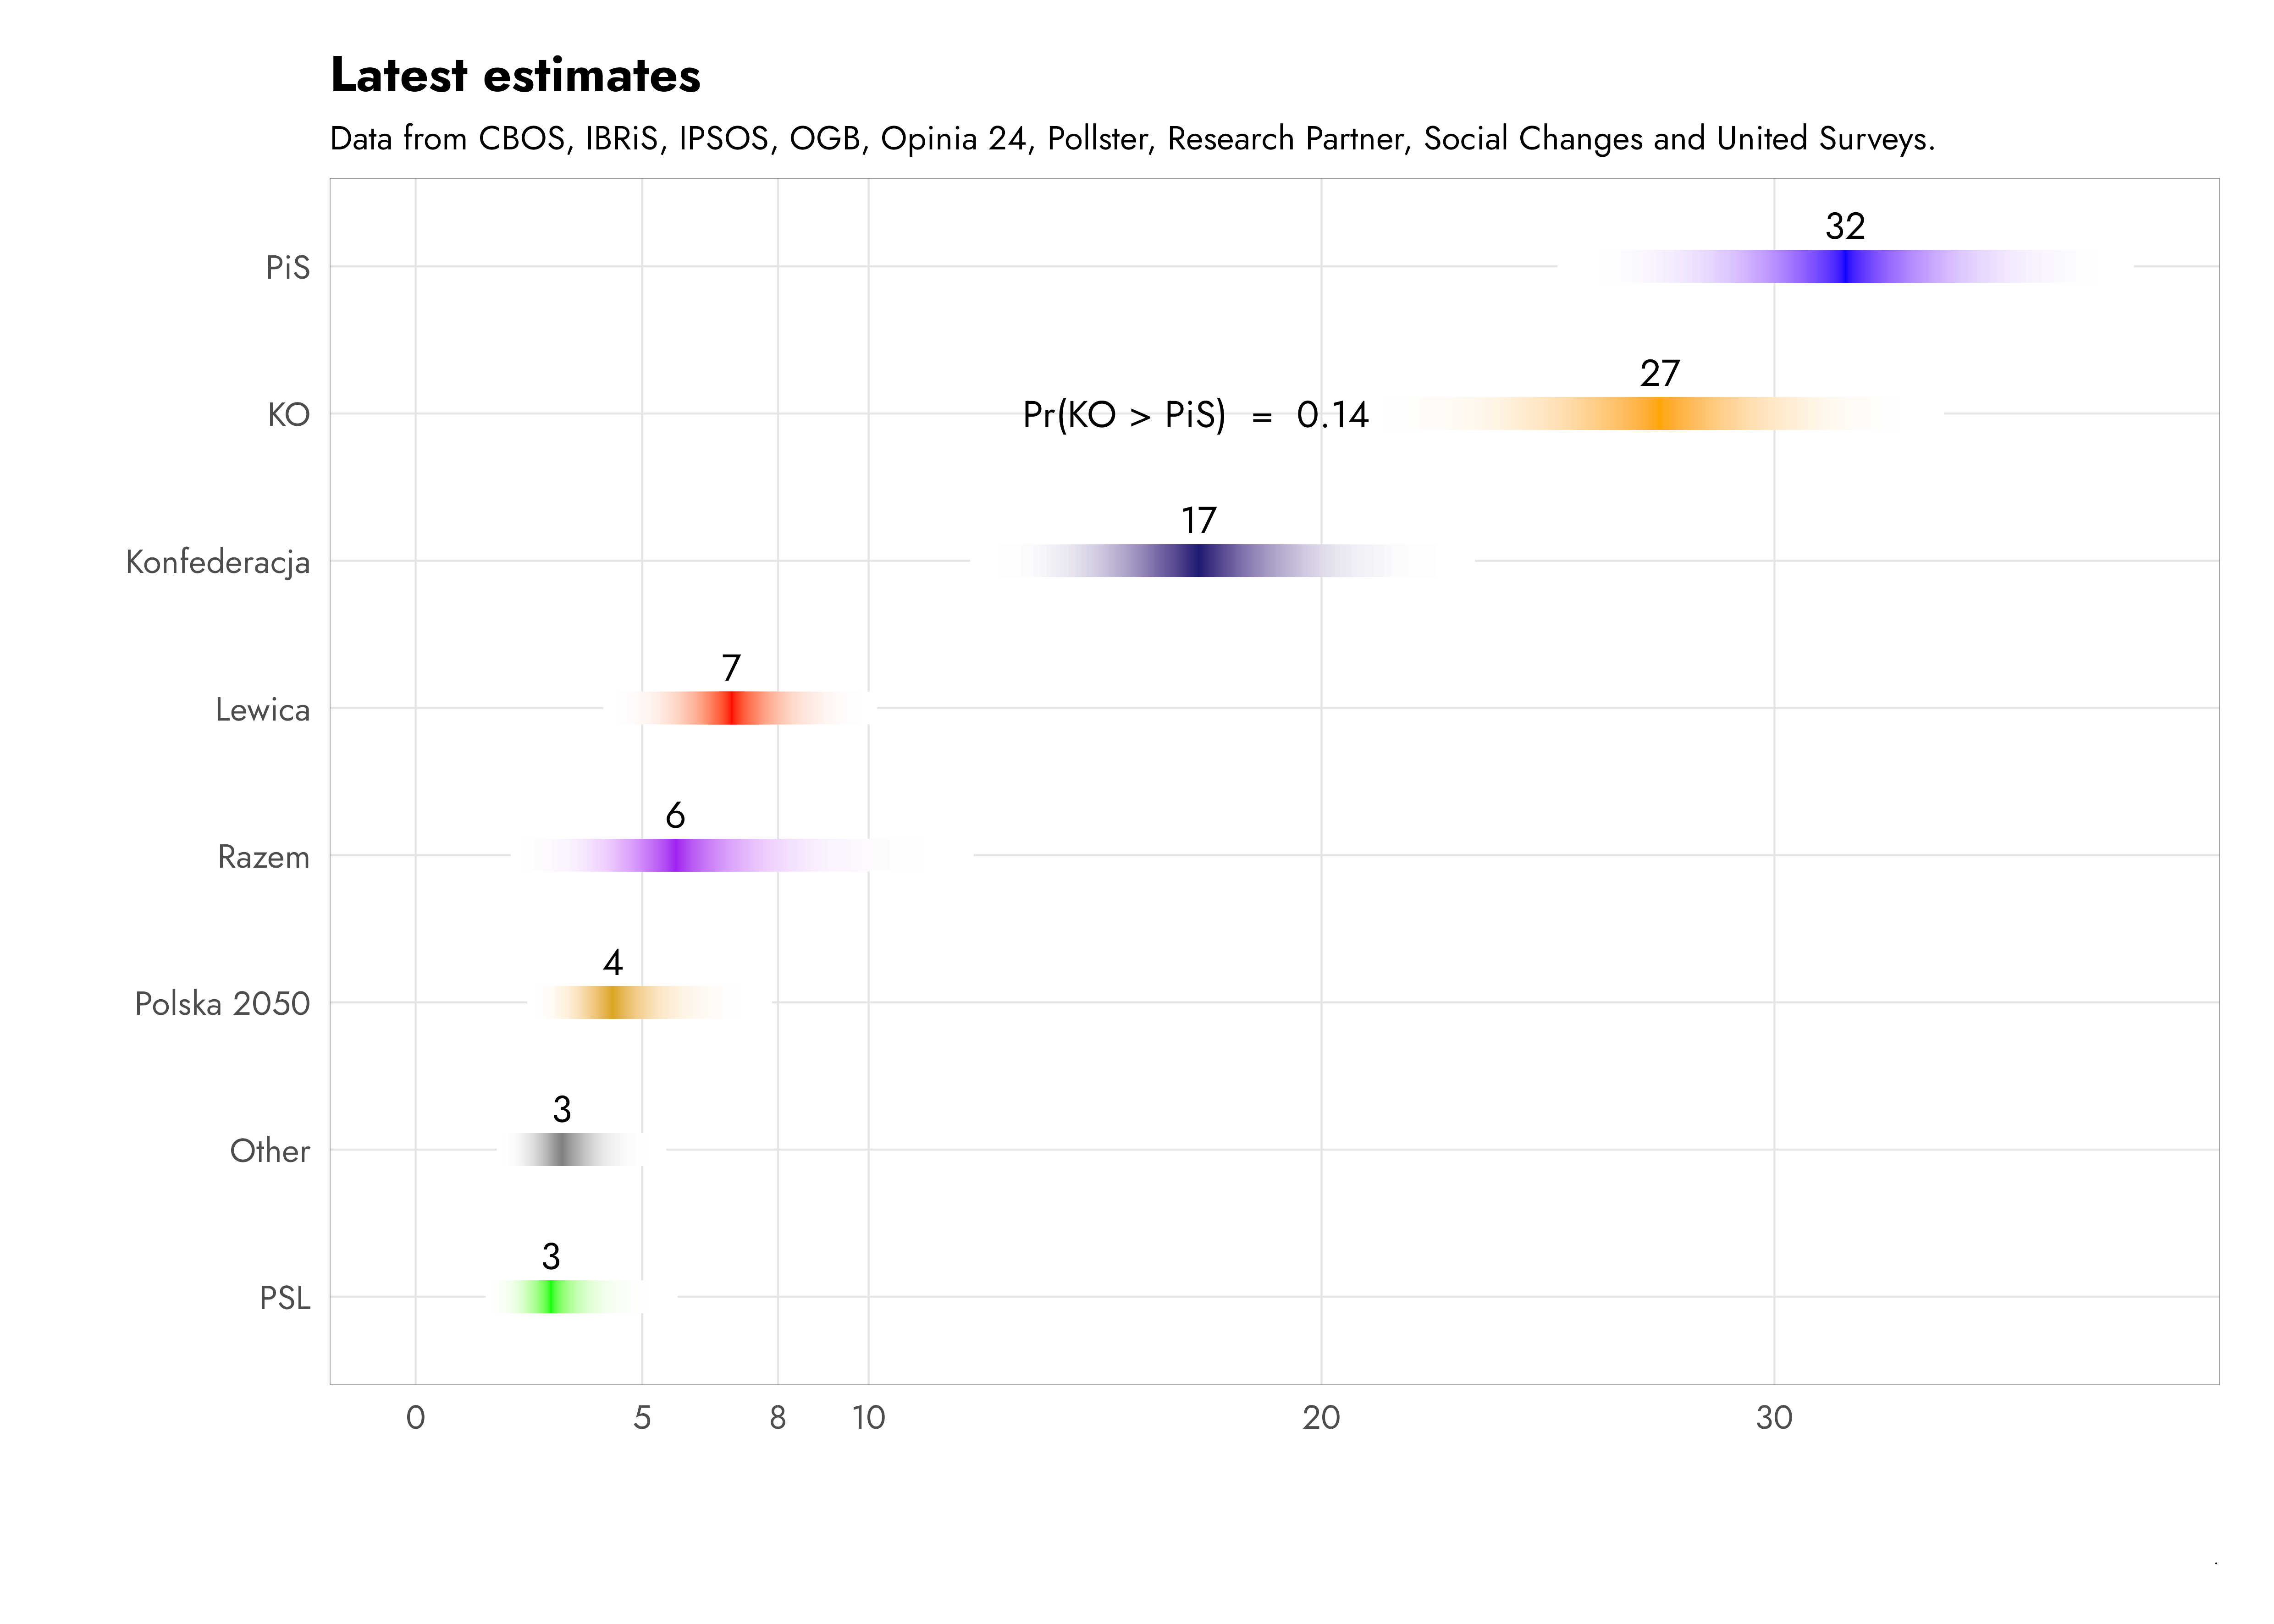 Latest estimates
Data from CBOS, IBRiS, IPSOS, OGB, Opinia 24, Pollster, Research Partner, Social Changes and United Surveys.
32
PiS
27
KO
Pr(KO > PiS) = 0.14
17
Konfederacja
7
Lewica
6
Razem
4
Polska 2050
3
Other
3
PSL
0 5 8 10 20 30
.